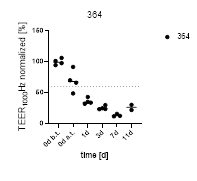 364
364
TEER1000Hz normalized [%]
150
100
50
0
0d b.t.
0d a.t.
1d
3d
7d
11d
time [d]